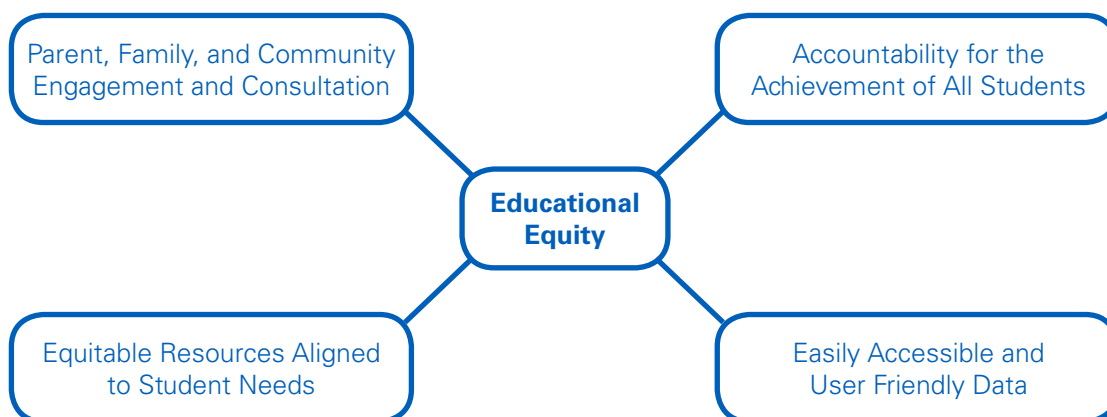 Parent, Family, and Community
Engagement and Consultation
Accountability for the
Achievement of All Students
Educational
Equity
Equitable Resources Aligned
to Student Needs
Easily Accessible and
User Friendly Data